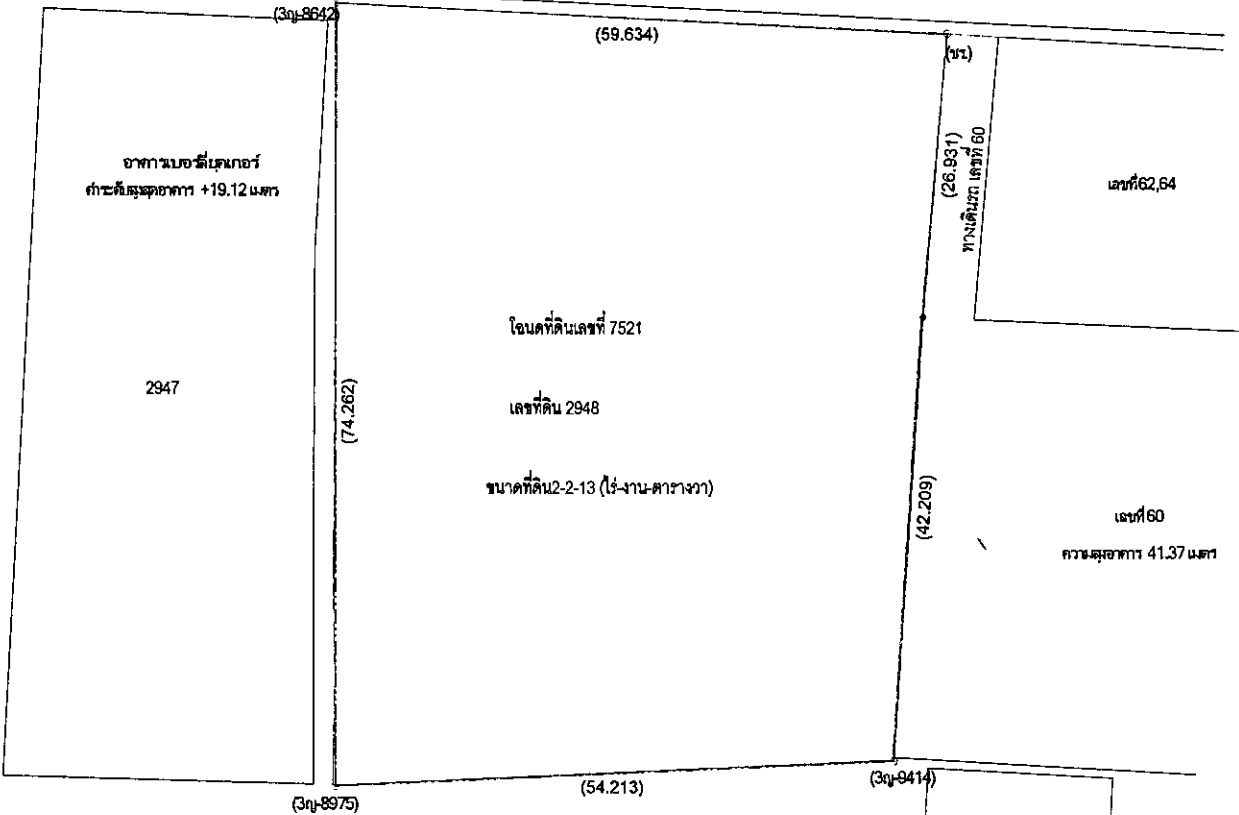 (3ญ-8642)
(59.634)
(ชร.)
อาคารเบอร์ลี่ยุคเกอร์
ค่าระดับสูงสุดอาคาร +19.12 เมตร
(26.931)
ทางเดินรถ เลขที่ 60
เลขที่62,64
โฉนดที่ดินเลขที่ 7521
2947
(74.262)
เลขที่ดิน 2948
ขนาดที่ดิน2-2-13 (ไร่-งาน-ตารางวา)
(42.209)
เลขที่60
ความสูงอาคาร 41.37 เมตร
(54.213)
(3ญ-9414)
(3ญ-8975)